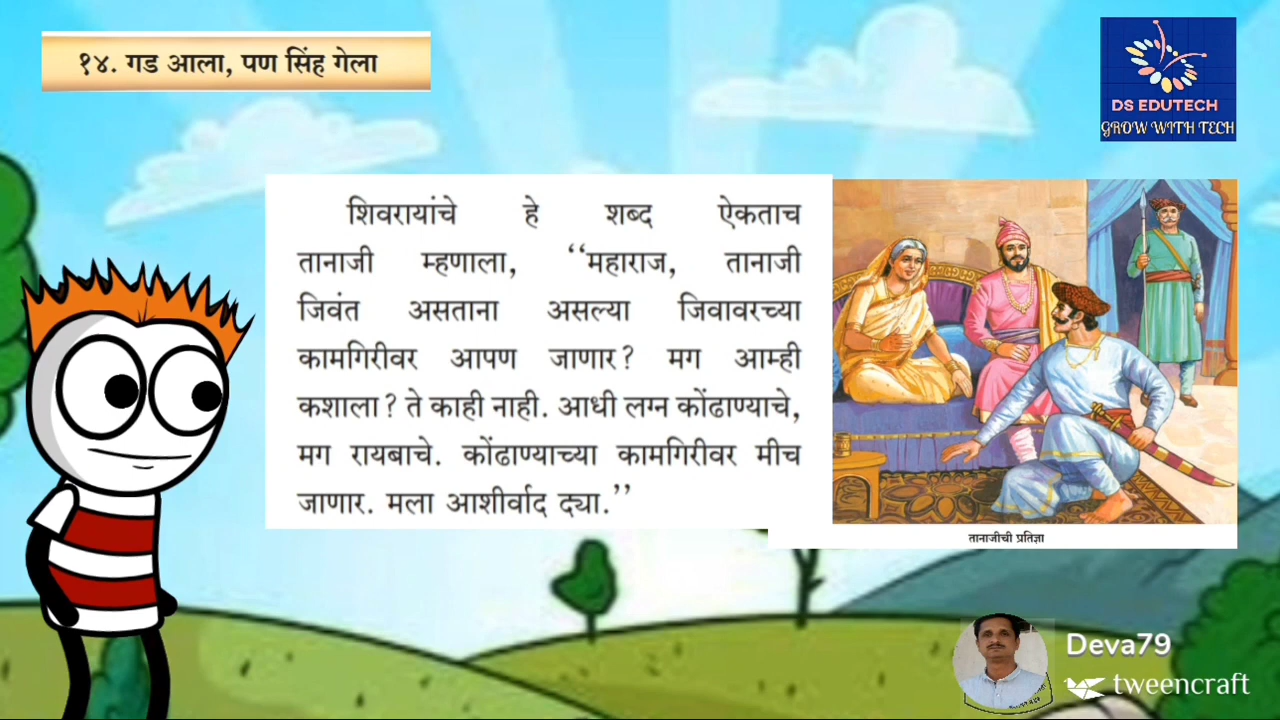 १४. गड आला, पण सिंह गेला
DS EDUTECH
GROW WITH TECH
शिवरायांचे हे शब्द ऐकताच
तानाजी म्हणाला, ‘‘महाराज, तानाजी
जिवंत असताना असल्या जिवावरच्या
कामगिरीवर आपण जाणार? मग आम्ही
कशाला? ते काही नाही. आधी लग्न कोंढाण्याचे,
मग रायबाचे. कोंढाण्याच्या कामगिरीवर मीच
जाणार. मला आशीर्वाद द्या.’’
तानाजीची प्रतिज्ञा
Deva79
tweencraft